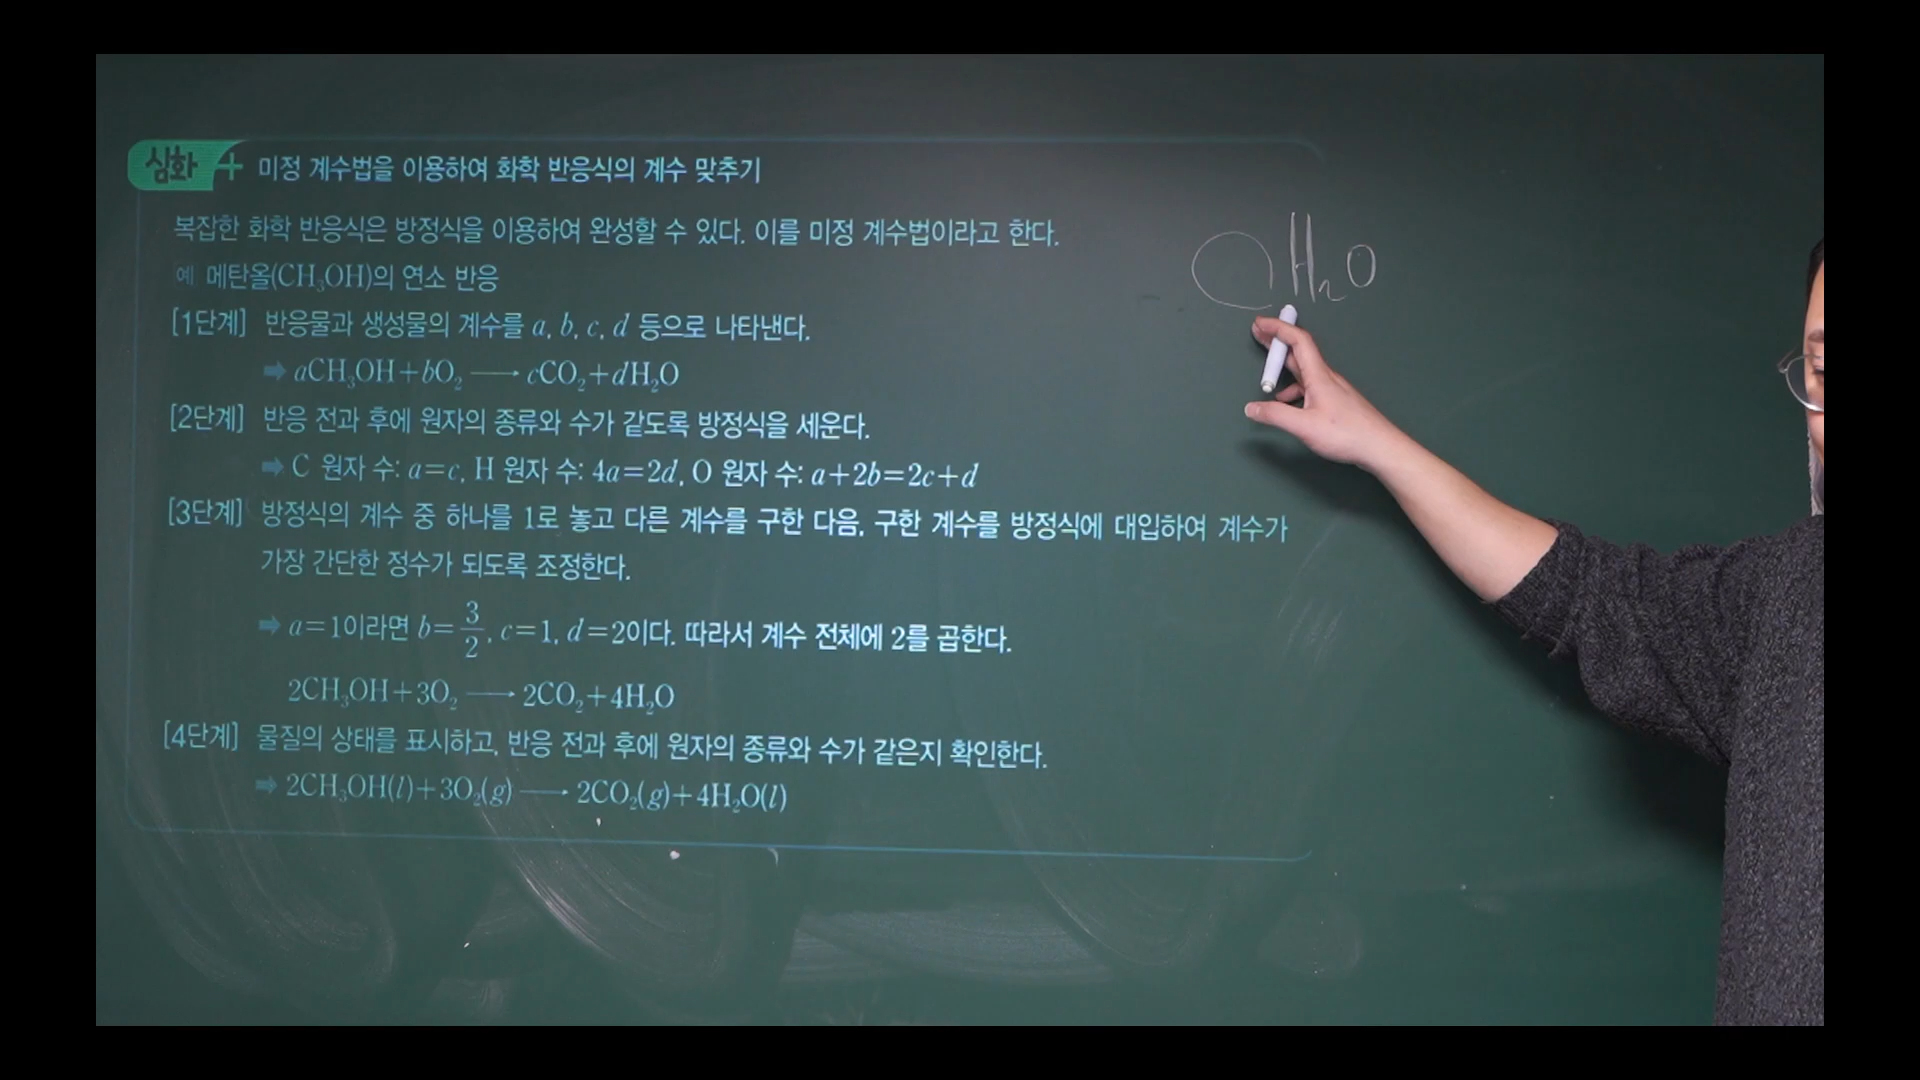 심화 + 미정 계수법을 이용하여 화학 반응식의 계수 맞추기
복잡한 화학 반응식은 방정식을 이용하여 완성할 수 있다. 이를 미정 계수법이라고 한다.
H₂O
예 메탄올(CH₃OH)의 연소 반응
[1단계] 반응물과 생성물의 계수를 a, b, c, d 등으로 나타낸다.
➡ aCH₃OH+bO₂ ⟶ cCO₂+dH₂O
[2단계] 반응 전과 후에 원자의 종류와 수가 같도록 방정식을 세운다.
➡ C 원자 수: a=c, H 원자 수: 4a=2d, O 원자 수: a+2b=2c+d
[3단계] 방정식의 계수 중 하나를 1로 놓고 다른 계수를 구한 다음, 구한 계수를 방정식에 대입하여 계수가
가장 간단한 정수가 되도록 조정한다.
➡ a=1이라면 b=3/2, c=1, d=2이다. 따라서 계수 전체에 2를 곱한다.
2CH₃OH+3O₂ ⟶ 2CO₂+4H₂O
[4단계] 물질의 상태를 표시하고, 반응 전과 후에 원자의 종류와 수가 같은지 확인한다.
➡ 2CH₃OH(l)+3O₂(g) ⟶ 2CO₂(g)+4H₂O(l)